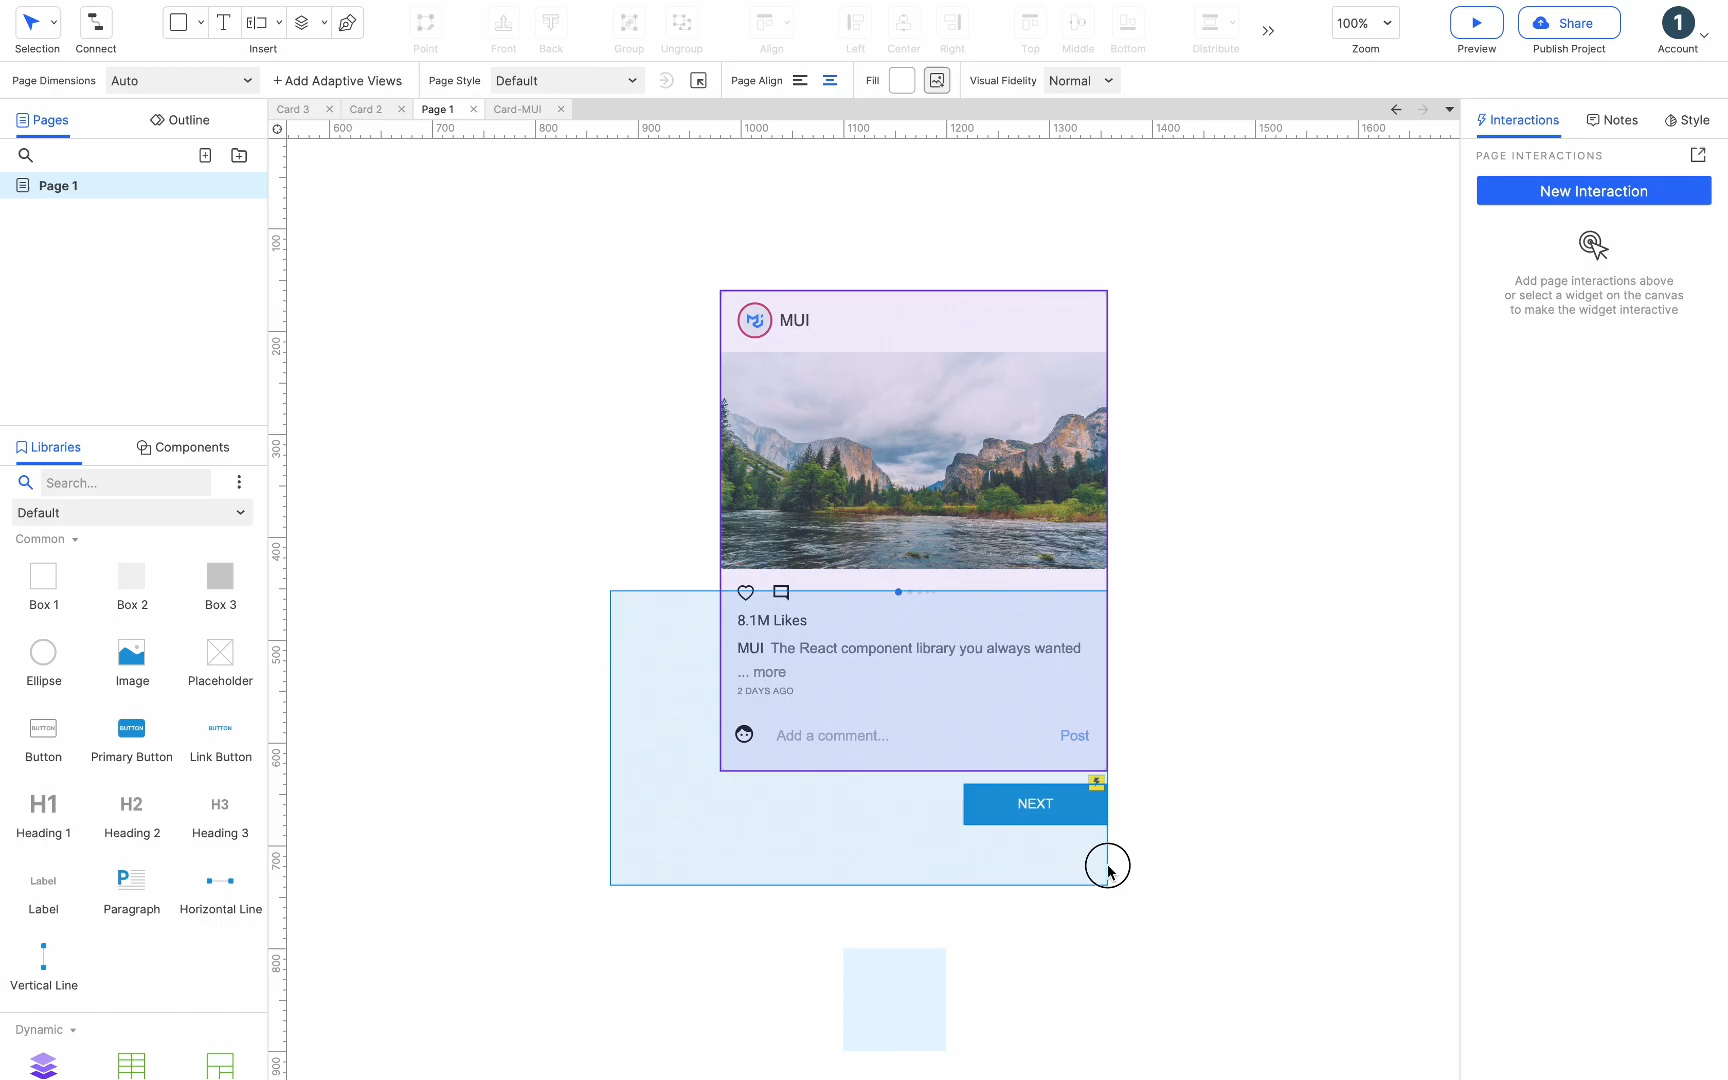 Selection
Connect
Insert
Point
Front
Back
Group
Ungroup
Align
Left
Center
Right
Top
Middle
Bottom
Distribute
100%
Zoom
Preview
Share
Publish Project
1
Account
Page Dimensions
Auto
+ Add Adaptive Views
Page Style
Default
Page Align
Fill
Visual Fidelity
Normal
Pages
Outline
Card 3
Card 2
Page 1
Card-MUI
600
700
800
900
1000
1100
1200
1300
1400
1500
1600
Interactions
Notes
Style
PAGE INTERACTIONS
New Interaction
Add page interactions above
or select a widget on the canvas
to make the widget interactive
Page 1
100
200
300
400
500
600
700
800
900
Libraries
Components
Search...
Default
Common
Box 1
Box 2
Box 3
Ellipse
Image
Placeholder
BUTTON
BUTTON
BUTTON
Button
Primary Button
Link Button
H1
H2
H3
Heading 1
Heading 2
Heading 3
Label
P
Label
Paragraph
Horizontal Line
Vertical Line
Dynamic
MUI
8.1M Likes
MUI The React component library you always wanted
... more
2 DAYS AGO
Add a comment...
Post
NEXT